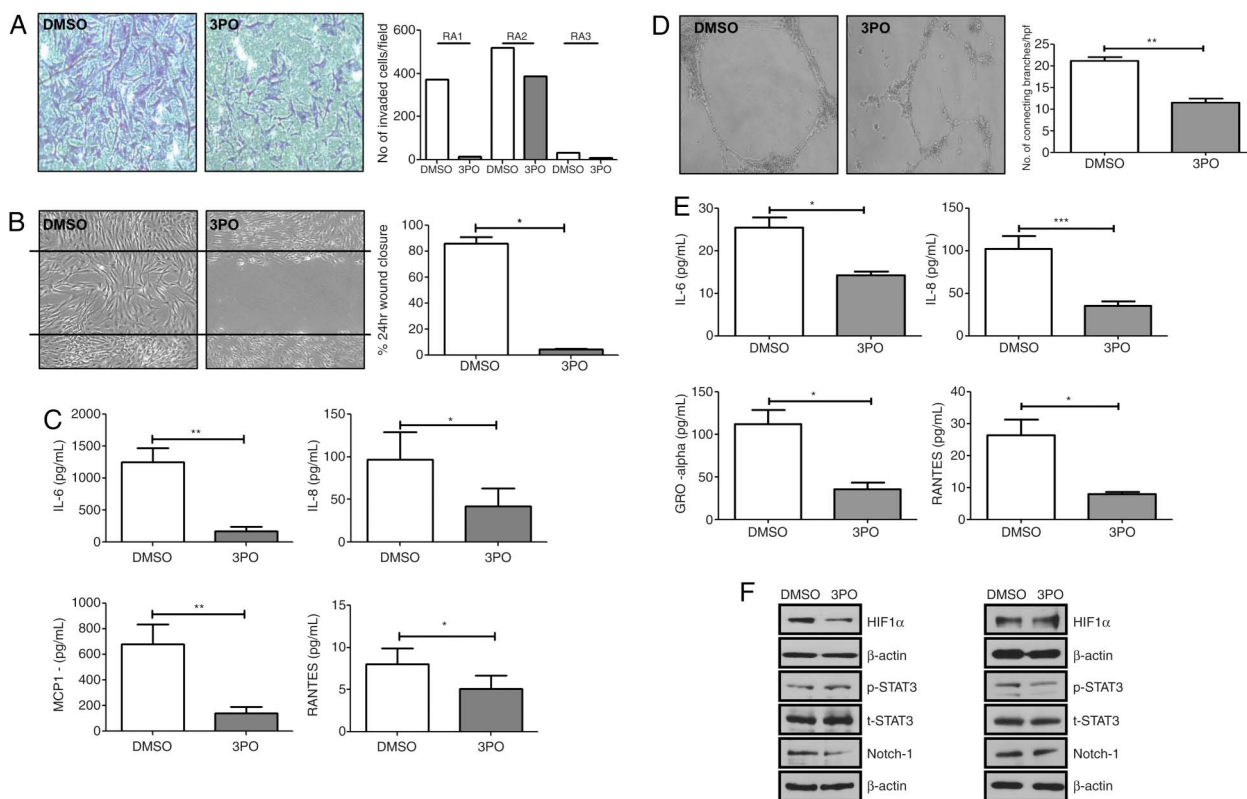 A
DMSO
3PO
No of invaded cells/field
600
400
200
0
RA1 RA2 RA3
DMSO 3PO DMSO 3PO DMSO 3PO
B
DMSO
3PO
% 24hr wound closure
100
80
60
40
20
0
*
DMSO 3PO
C
IL-6 (pg/mL)
2000
1500
1000
500
0
**
DMSO 3PO
IL-8 (pg/mL)
150
100
50
0
*
DMSO 3PO
MCP1 - (pg/mL)
1000
800
600
400
200
0
**
DMSO 3PO
RANTES (pg/mL)
15
10
5
0
*
DMSO 3PO
D
DMSO
3PO
No. of connecting branches/hpf
25
20
15
10
5
0
**
DMSO 3PO
E
IL-6 (pg/mL)
30
20
10
0
*
DMSO 3PO
IL-8 (pg/mL)
150
100
50
0
***
DMSO 3PO
GRO -alpha (pg/mL)
150
100
50
0
*
DMSO 3PO
RANTES (pg/mL)
40
30
20
10
0
*
DMSO 3PO
F
DMSO 3PO
HIF1α
β-actin
p-STAT3
t-STAT3
Notch-1
β-actin
DMSO 3PO
HIF1α
β-actin
p-STAT3
t-STAT3
Notch-1
β-actin